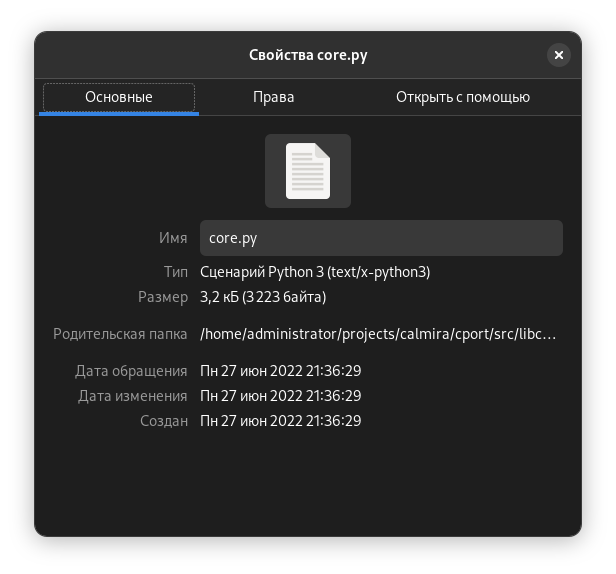 Свойства core.py
Основные Права Открыть с помощью
Имя core.py
Тип Сценарий Python 3 (text/x-python3)
Размер 3,2 кБ (3 223 байта)
Родительская папка /home/administrator/projects/calmira/cport/src/libc…
Дата обращения Пн 27 июн 2022 21:36:29
Дата изменения Пн 27 июн 2022 21:36:29
Создан Пн 27 июн 2022 21:36:29